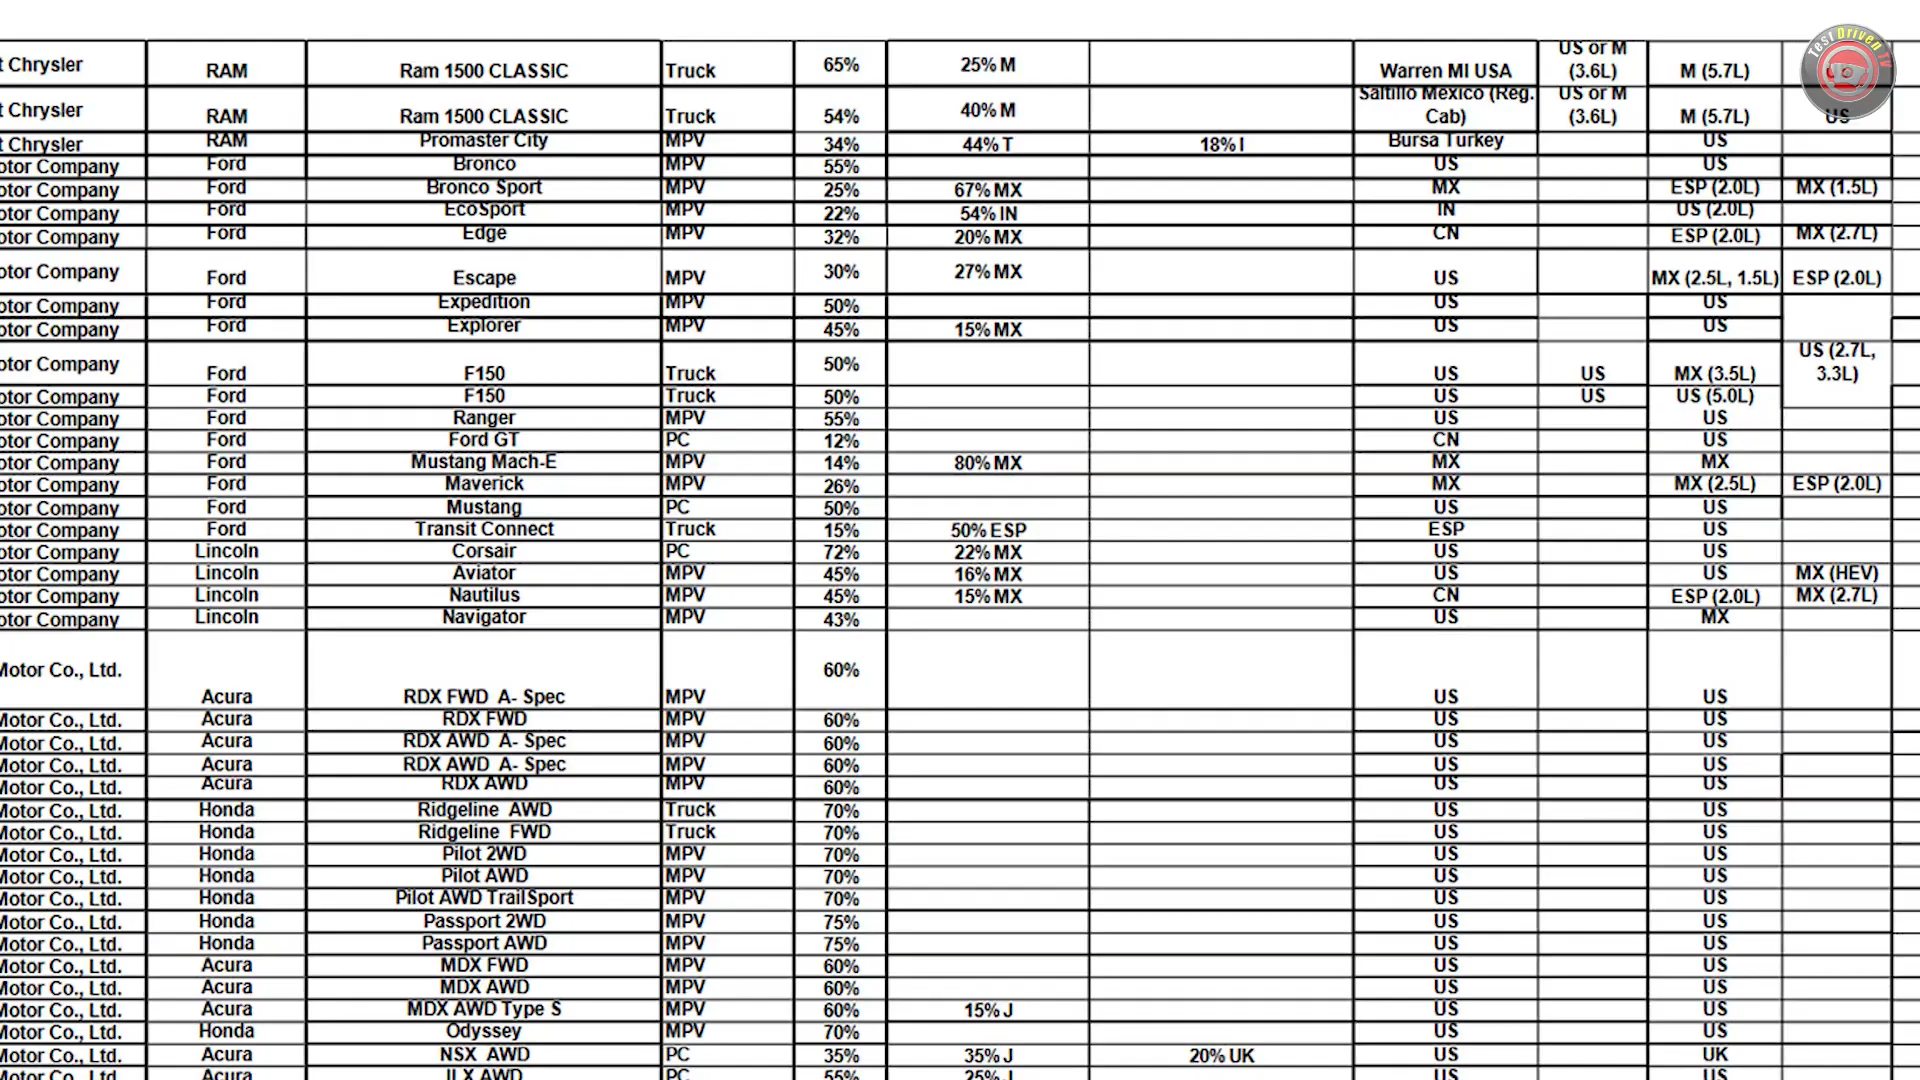 t Chrysler RAM Ram 1500 CLASSIC Truck 65% 25% M Warren MI USA US or M (3.6L) M (5.7L)
t Chrysler RAM Ram 1500 CLASSIC Truck 54% 40% M Saltillo Mexico (Reg. Cab) US or M (3.6L) M (5.7L) US
t Chrysler RAM Promaster City MPV 34% 44% T 18% I Bursa Turkey US
otor Company Ford Bronco MPV 55% US US
otor Company Ford Bronco Sport MPV 25% 67% MX MX ESP (2.0L) MX (1.5L)
otor Company Ford EcoSport MPV 22% 54% IN IN US (2.0L)
otor Company Ford Edge MPV 32% 20% MX CN ESP (2.0L) MX (2.7L)
otor Company Ford Escape MPV 30% 27% MX US MX (2.5L, 1.5L) ESP (2.0L)
otor Company Ford Expedition MPV 50% US US
otor Company Ford Explorer MPV 45% 15% MX US US
otor Company Ford F150 Truck 50% US US MX (3.5L) US (2.7L, 3.3L)
otor Company Ford F150 Truck 50% US US US (5.0L)
otor Company Ford Ranger MPV 55% US US
otor Company Ford Ford GT PC 12% CN US
otor Company Ford Mustang Mach-E MPV 14% 80% MX MX MX
otor Company Ford Maverick MPV 26% MX MX (2.5L) ESP (2.0L)
otor Company Ford Mustang PC 50% US US
otor Company Ford Transit Connect Truck 15% 50% ESP ESP US
otor Company Lincoln Corsair PC 72% 22% MX US US
otor Company Lincoln Aviator MPV 45% 16% MX US US MX (HEV)
otor Company Lincoln Nautilus MPV 45% 15% MX CN ESP (2.0L) MX (2.7L)
otor Company Lincoln Navigator MPV 43% US MX
Motor Co., Ltd. Acura RDX FWD A- Spec MPV 60% US US
Motor Co., Ltd. Acura RDX FWD MPV 60% US US
Motor Co., Ltd. Acura RDX AWD A- Spec MPV 60% US US
Motor Co., Ltd. Acura RDX AWD A- Spec MPV 60% US US
Motor Co., Ltd. Acura RDX AWD MPV 60% US US
Motor Co., Ltd. Honda Ridgeline AWD Truck 70% US US
Motor Co., Ltd. Honda Ridgeline FWD Truck 70% US US
Motor Co., Ltd. Honda Pilot 2WD MPV 70% US US
Motor Co., Ltd. Honda Pilot AWD MPV 70% US US
Motor Co., Ltd. Honda Pilot AWD TrailSport MPV 70% US US
Motor Co., Ltd. Honda Passport 2WD MPV 75% US US
Motor Co., Ltd. Honda Passport AWD MPV 75% US US
Motor Co., Ltd. Acura MDX FWD MPV 60% US US
Motor Co., Ltd. Acura MDX AWD MPV 60% US US
Motor Co., Ltd. Acura MDX AWD Type S MPV 60% 15% J US US
Motor Co., Ltd. Honda Odyssey MPV 70% US US
Motor Co., Ltd. Acura NSX AWD PC 35% 35% J 20% UK US UK
Motor Co., Ltd. Acura ILX AWD PC 55% 25% J US US
Test Driven TV